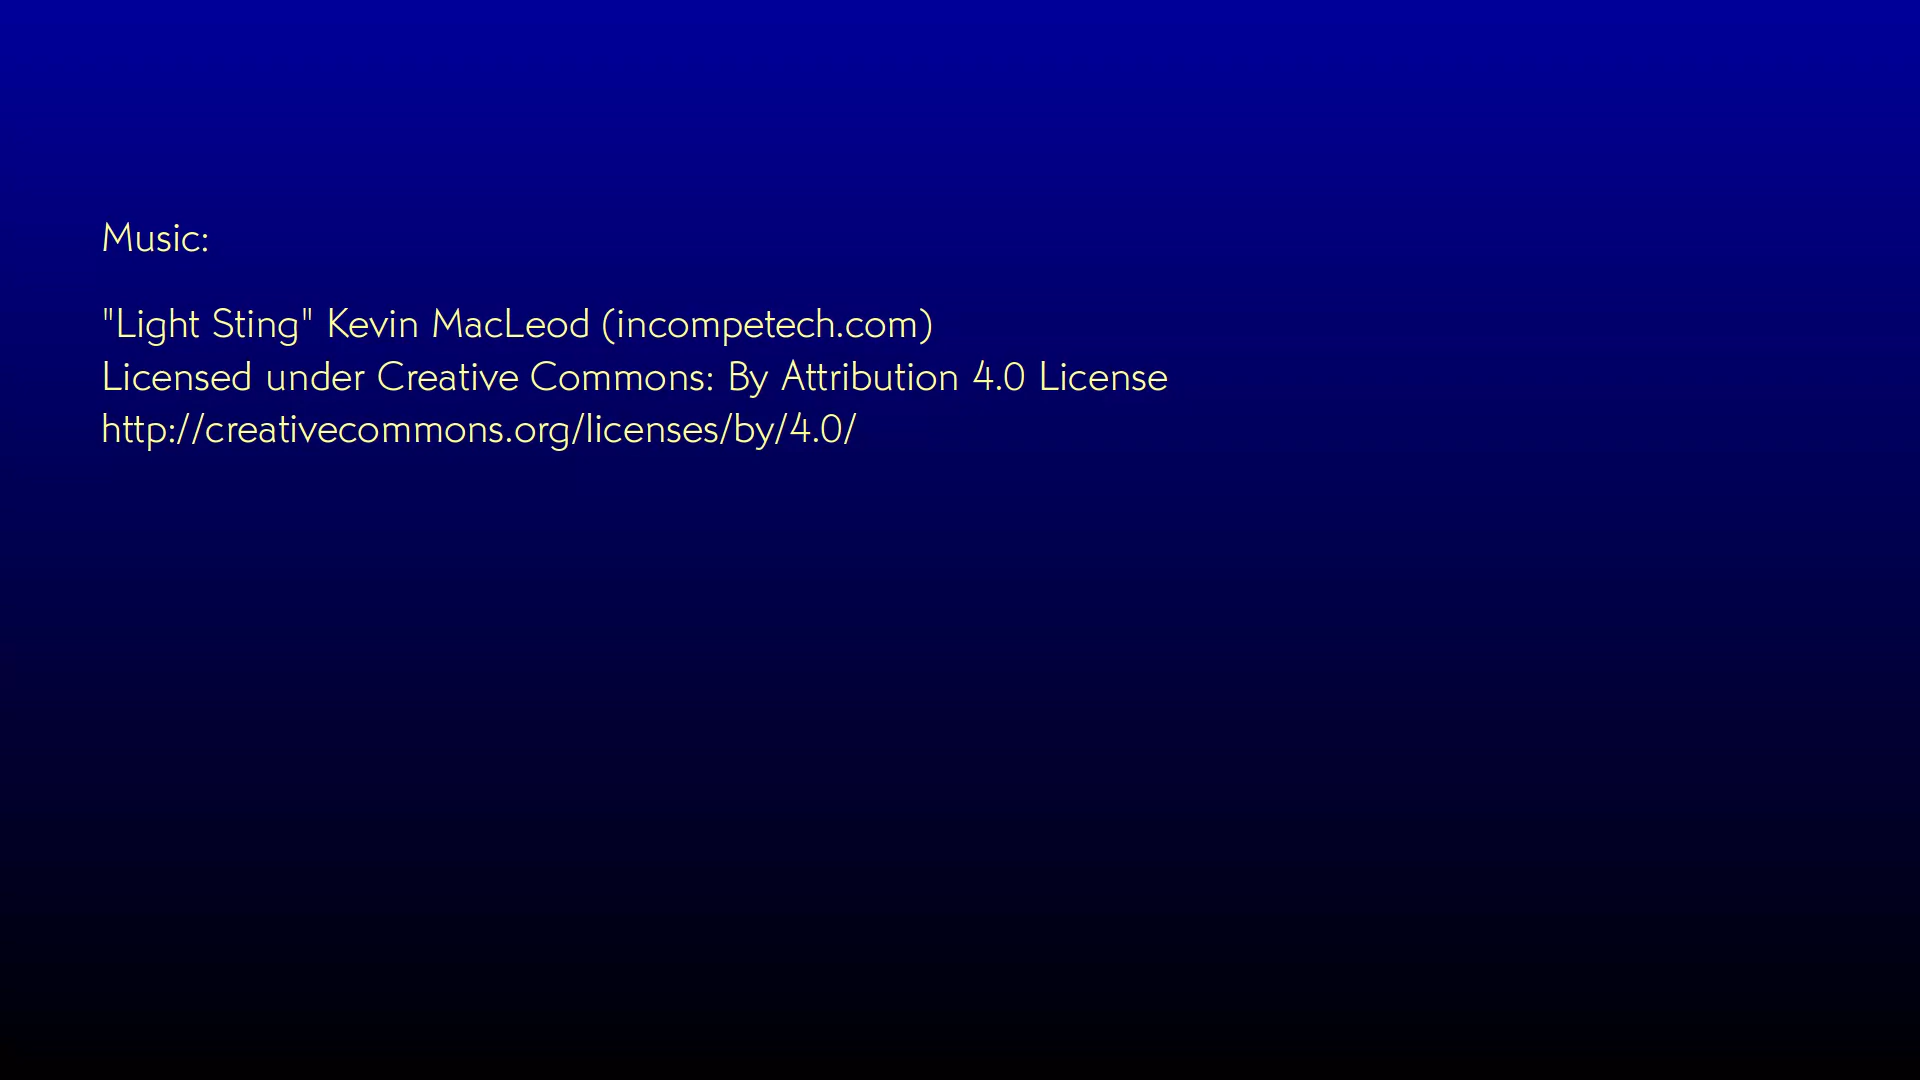 Music:
"Light Sting" Kevin MacLeod (incompetech.com)
Licensed under Creative Commons: By Attribution 4.0 License
http://creativecommons.org/licenses/by/4.0/